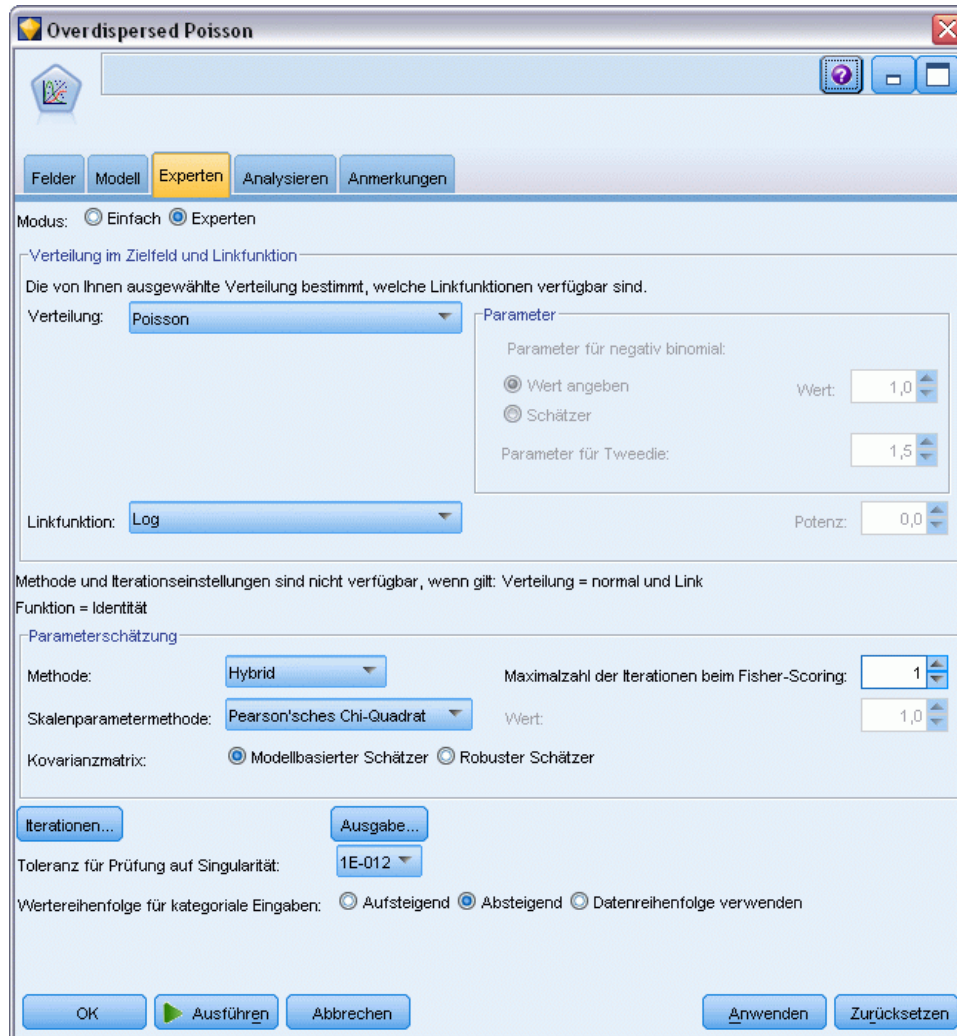 Overdispersed Poisson
Felder Modell Experten Analysieren Anmerkungen
Modus: Einfach Experten
Verteilung im Zielfeld und Linkfunktion
Die von Ihnen ausgewählte Verteilung bestimmt, welche Linkfunktionen verfügbar sind.
Verteilung: Poisson
Parameter
Parameter für negativ binomial:
Wert angeben Wert: 1,0
Schätzer
Parameter für Tweedie: 1,5
Linkfunktion: Log Potenz: 0,0
Methode und Iterationseinstellungen sind nicht verfügbar, wenn gilt: Verteilung = normal und Link
Funktion = Identität
Parameterschätzung
Methode: Hybrid Maximalzahl der Iterationen beim Fisher-Scoring: 1
Skalenparametermethode: Pearson'sches Chi-Quadrat Wert: 1,0
Kovarianzmatrix: Modellbasierter Schätzer Robuster Schätzer
Iterationen... Ausgabe...
Toleranz für Prüfung auf Singularität: 1E-012
Wertereihenfolge für kategoriale Eingaben: Aufsteigend Absteigend Datenreihenfolge verwenden
OK Ausführen Abbrechen Anwenden Zurücksetzen